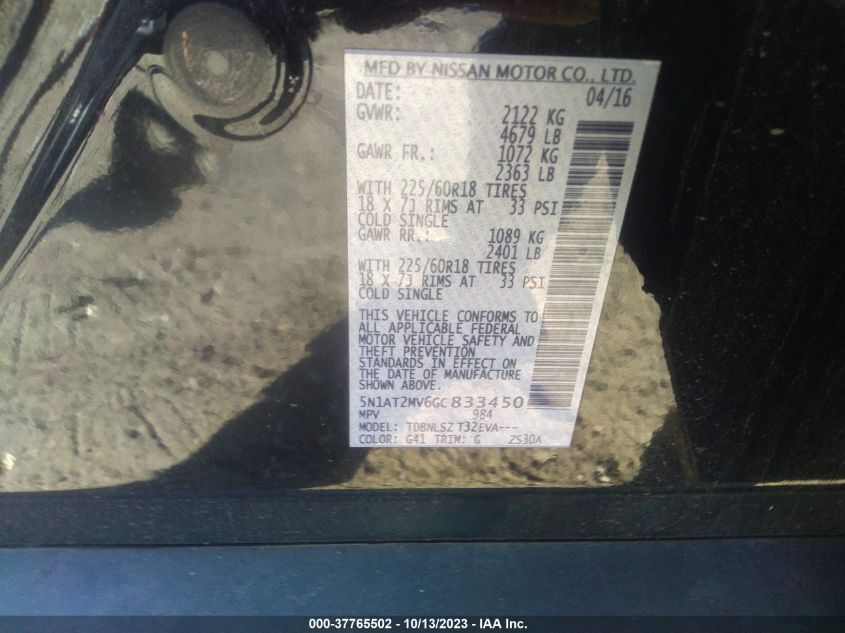 MFD BY NISSAN MOTOR CO., LTD.
DATE: 04/16
GVWR: 2122 KG
4679 LB
GAWR FR.: 1072 KG
2363 LB
WITH 225/60R18 TIRES
18 X 7J RIMS AT 33 PSI
COLD SINGLE
GAWR RR.: 1089 KG
2401 LB
WITH 225/60R18 TIRES
18 X 7J RIMS AT 33 PSI
COLD SINGLE
THIS VEHICLE CONFORMS TO
ALL APPLICABLE FEDERAL
MOTOR VEHICLE SAFETY AND
THEFT PREVENTION
STANDARDS IN EFFECT ON
THE DATE OF MANUFACTURE
SHOWN ABOVE.
5N1AT2MV6GC833450
MPV 984
MODEL: TDBNLSZ T32EVA---
COLOR: G41 TRIM: G ZS30A
000-37765502 - 10/13/2023 - IAA Inc.